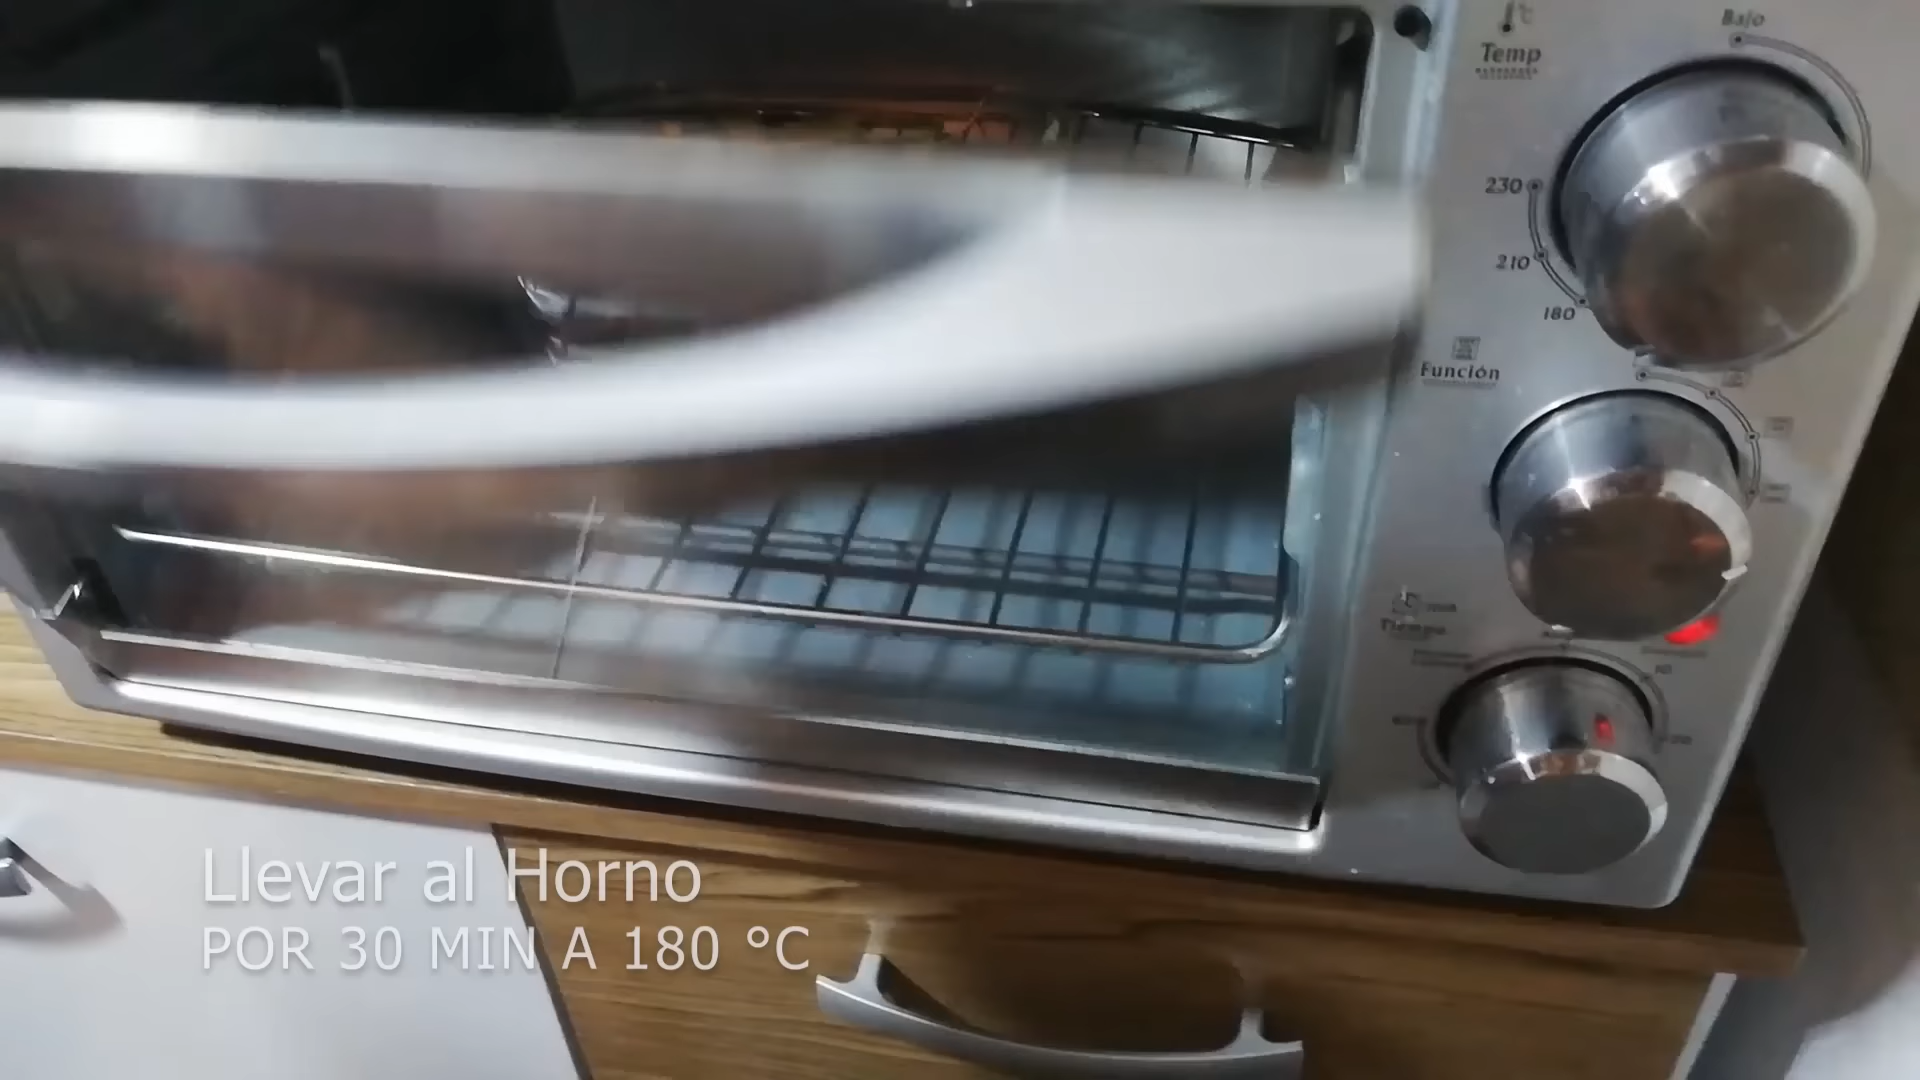 °C
Temp
Bajo
230
210
180
Función
Tiempo
Llevar al Horno
POR 30 MIN A 180 °C